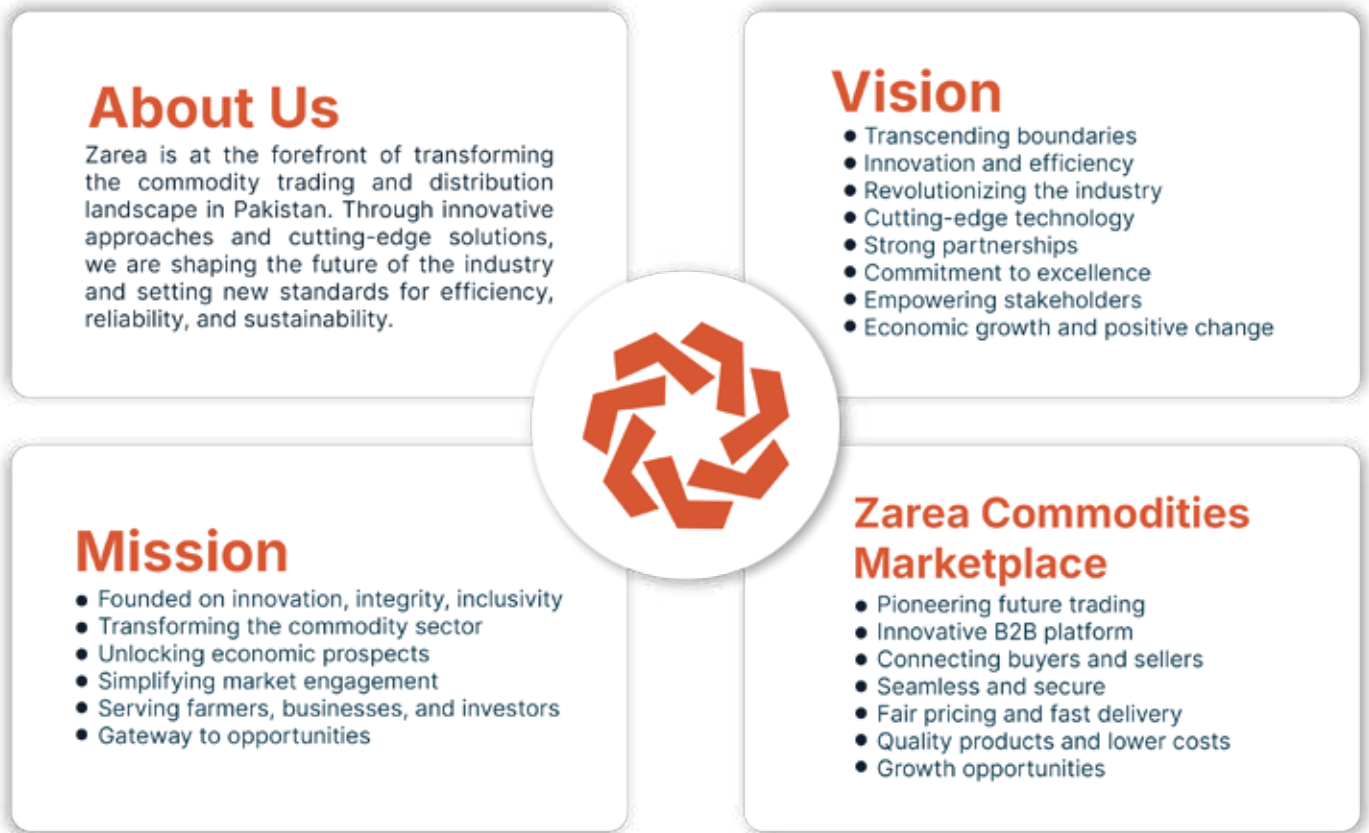 About Us
Zarea is at the forefront of transforming
the commodity trading and distribution
landscape in Pakistan. Through innovative
approaches and cutting-edge solutions,
we are shaping the future of the industry
and setting new standards for efficiency,
reliability, and sustainability.
Vision
● Transcending boundaries
● Innovation and efficiency
● Revolutionizing the industry
● Cutting-edge technology
● Strong partnerships
● Commitment to excellence
● Empowering stakeholders
● Economic growth and positive change
Mission
● Founded on innovation, integrity, inclusivity
● Transforming the commodity sector
● Unlocking economic prospects
● Simplifying market engagement
● Serving farmers, businesses, and investors
● Gateway to opportunities
Zarea Commodities
Marketplace
● Pioneering future trading
● Innovative B2B platform
● Connecting buyers and sellers
● Seamless and secure
● Fair pricing and fast delivery
● Quality products and lower costs
● Growth opportunities